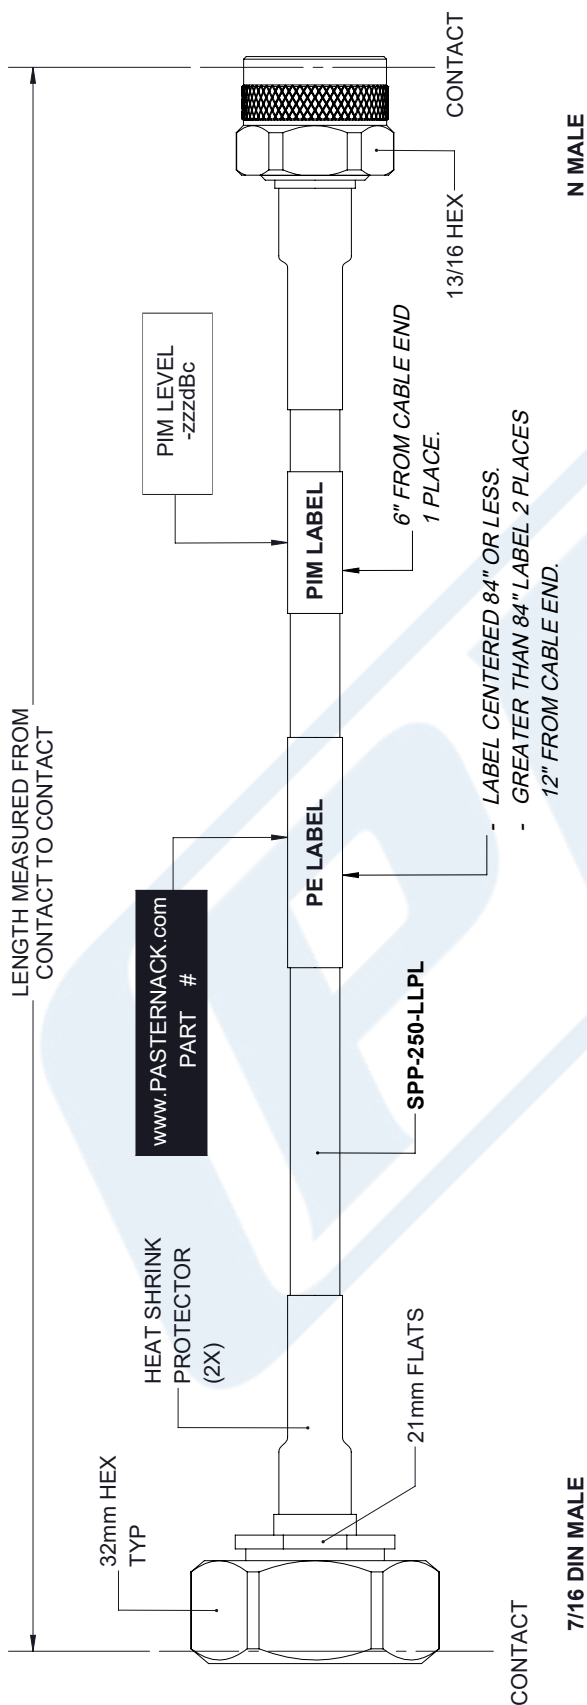 LENGTH MEASURED FROM
CONTACT TO CONTACT
32mm HEX
TYP
HEAT SHRINK
PROTECTOR
(2X)
www.PASTERNACK.com
PART #
PIM LEVEL
-zzzdBc
PE LABEL
PIM LABEL
21mm FLATS
SPP-250-LLPL
6" FROM CABLE END
1 PLACE.
13/16 HEX
CONTACT
- LABEL CENTERED 84" OR LESS.
- GREATER THAN 84" LABEL 2 PLACES
12" FROM CABLE END.
CONTACT
7/16 DIN MALE
N MALE